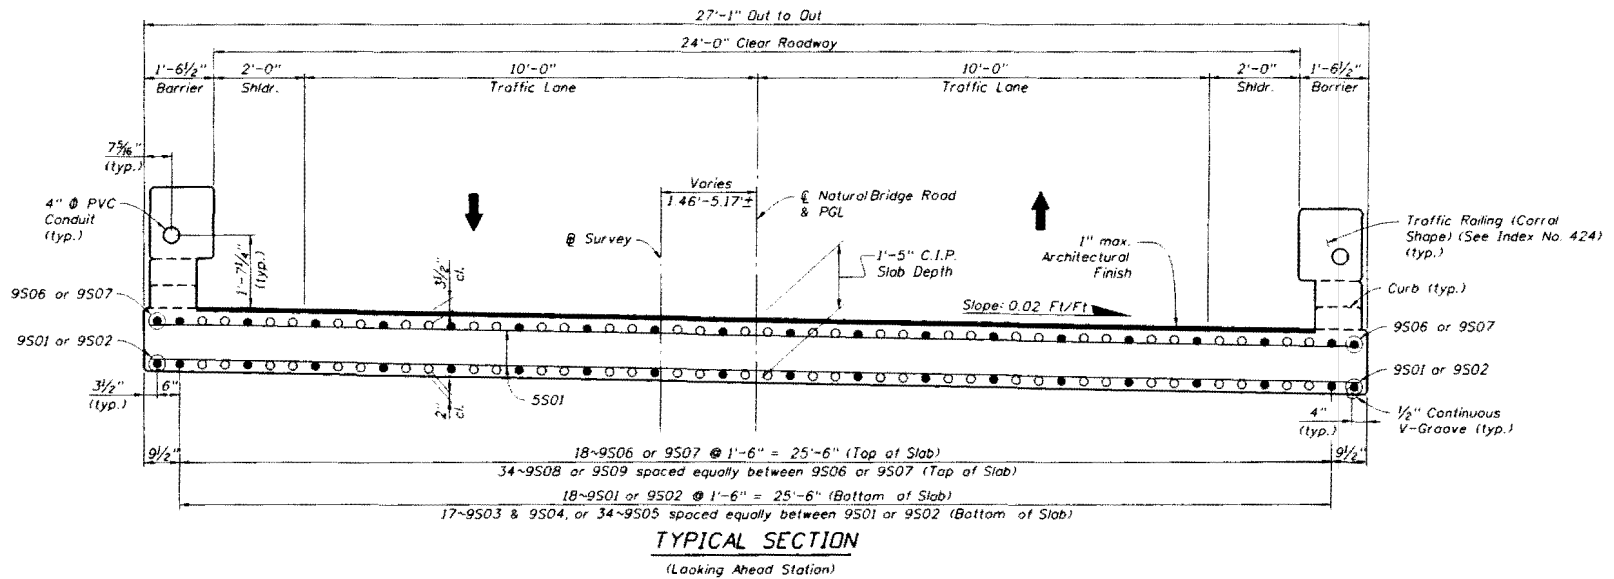 27'-1" Out to Out
24'-0" Clear Roadway
1'-6½" 2'-0" 10'-0" 10'-0" 2'-0" 1'-6½"
Barrier Shldr. Traffic Lane Traffic Lane Shldr. Barrier
7 5/16"
(typ.)
4" Φ PVC
Conduit
(typ.)
1'-7¼"
(typ.)
3½"
cl.
℄ Survey
Varies
1.46'-5.17'±
℄ Natural Bridge Road
& PGL
1'-5" C.I.P.
Slab Depth
1" max.
Architectural
Finish
Slope: 0.02 Ft/Ft
Traffic Railing (Corral
Shape) (See Index No. 424)
(typ.)
Curb (typ.)
9S06 or 9S07
9S06 or 9S07
9S01 or 9S02
9S01 or 9S02
3½"
(typ.)
6"
2"
cl.
5S01
4"
(typ.)
½" Continuous
V-Groove (typ.)
9½" 18~9S06 or 9S07 @ 1'-6" = 25'-6" (Top of Slab) 9½"
34~9S08 or 9S09 spaced equally between 9S06 or 9S07 (Top of Slab)
18~9S01 or 9S02 @ 1'-6" = 25'-6" (Bottom of Slab)
17~9S03 & 9S04, or 34~9S05 spaced equally between 9S01 or 9S02 (Bottom of Slab)
TYPICAL SECTION
(Looking Ahead Station)